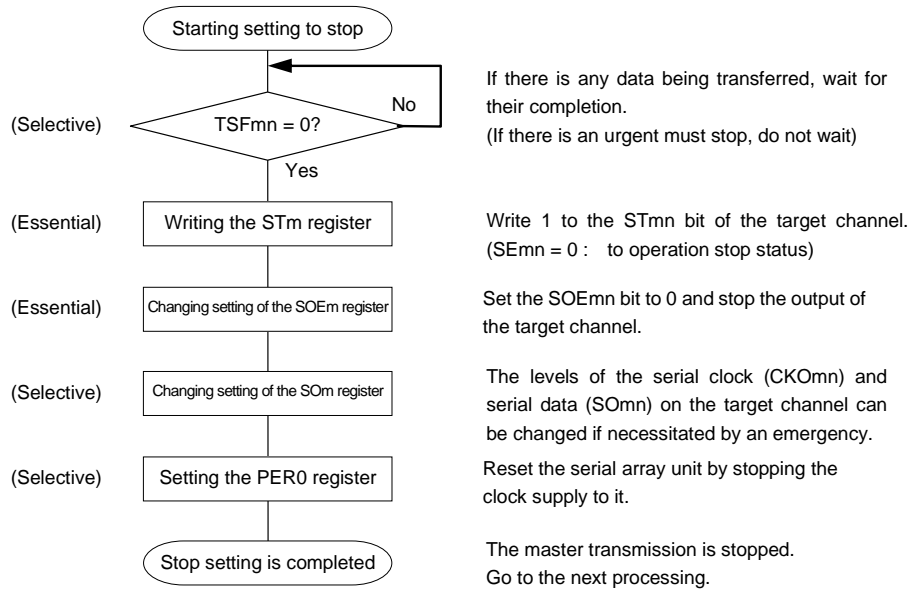 Starting setting to stop
No
If there is any data being transferred, wait for
their completion.
(If there is an urgent must stop, do not wait)
(Selective)
TSFmn = 0?
Yes
(Essential)
Writing the STm register
Write 1 to the STmn bit of the target channel.
(SEmn = 0 : to operation stop status)
(Essential)
Changing setting of the SOEm register
Set the SOEmn bit to 0 and stop the output of
the target channel.
(Selective)
Changing setting of the SOm register
The levels of the serial clock (CKOmn) and
serial data (SOmn) on the target channel can
be changed if necessitated by an emergency.
(Selective)
Setting the PER0 register
Reset the serial array unit by stopping the
clock supply to it.
Stop setting is completed
The master transmission is stopped.
Go to the next processing.